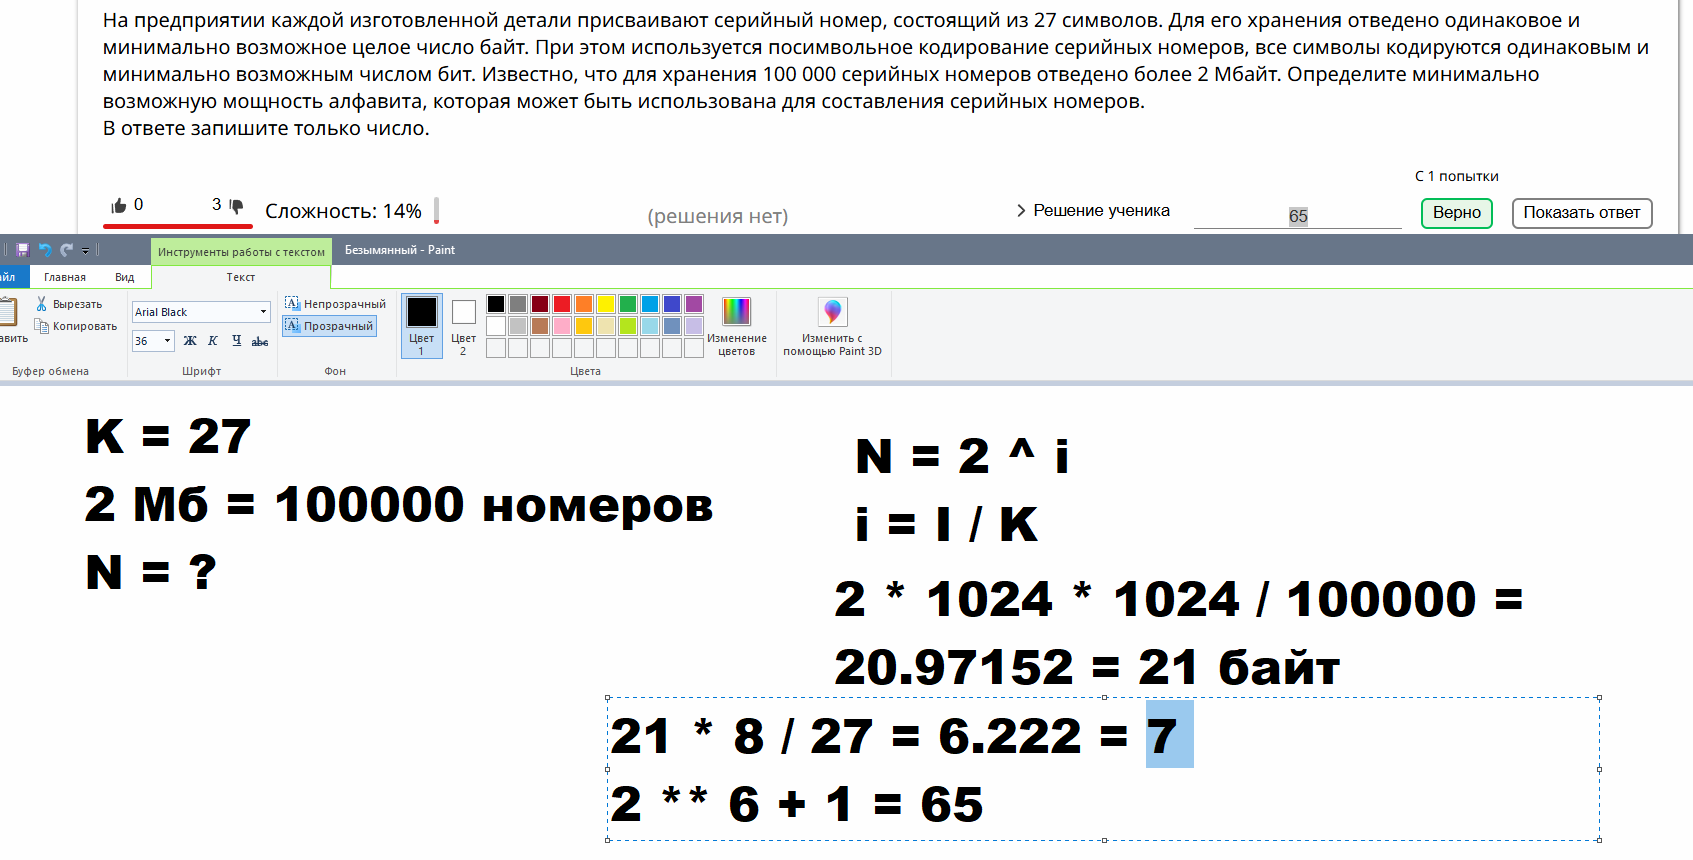 На предприятии каждой изготовленной детали присваивают серийный номер, состоящий из 27 символов. Для его хранения отведено одинаковое и
минимально возможное целое число байт. При этом используется посимвольное кодирование серийных номеров, все символы кодируются одинаковым и
минимально возможным числом бит. Известно, что для хранения 100 000 серийных номеров отведено более 2 Мбайт. Определите минимально
возможную мощность алфавита, которая может быть использована для составления серийных номеров.
В ответе запишите только число.
С 1 попытки
0 3 Сложность: 14% (решения нет) Решение ученика 65 Верно Показать ответ
Инструменты работы с текстом Безымянный - Paint
айл Главная Вид Текст
Вырезать Arial Black Непрозрачный
авить Копировать 36 Ж К Ч abc Прозрачный Цвет 1 Цвет 2 Изменение цветов Изменить с помощью Paint 3D
Буфер обмена Шрифт Фон Цвета
K = 27
2 Мб = 100000 номеров
N = ?
N = 2 ^ i
i = I / K
2 * 1024 * 1024 / 100000 =
20.97152 = 21 байт
21 * 8 / 27 = 6.222 = 7
2 ** 6 + 1 = 65